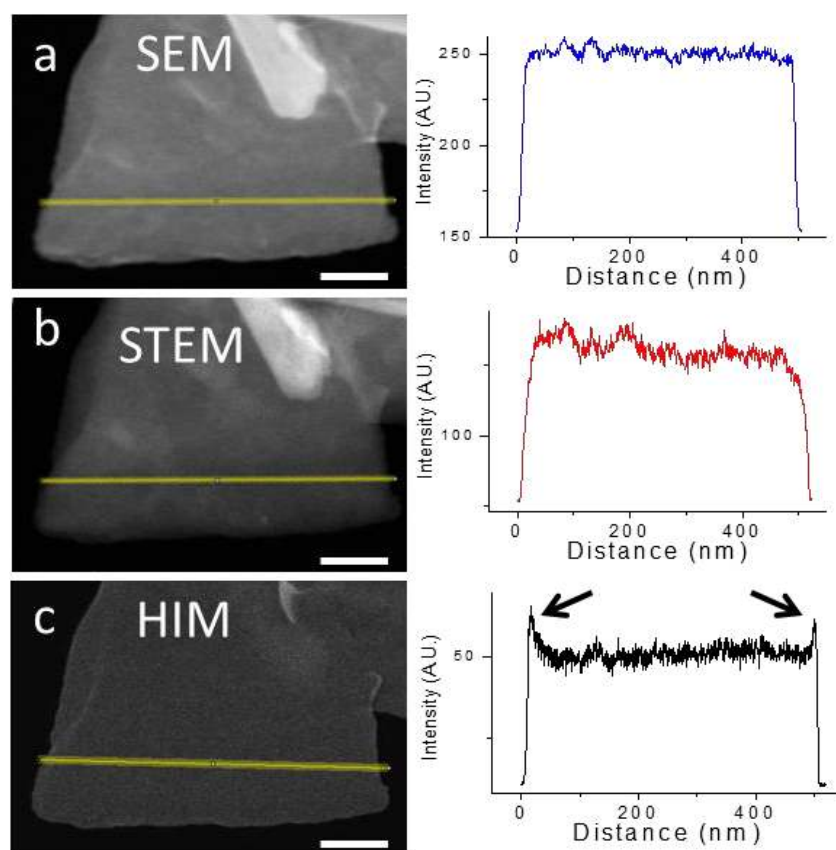 a
SEM
250
200
150
Intensity (A.U.)
0
200
400
Distance (nm)
b
STEM
100
Intensity (A.U.)
0
200
400
Distance (nm)
c
HIM
50
Intensity (A.U.)
0
200
400
Distance (nm)